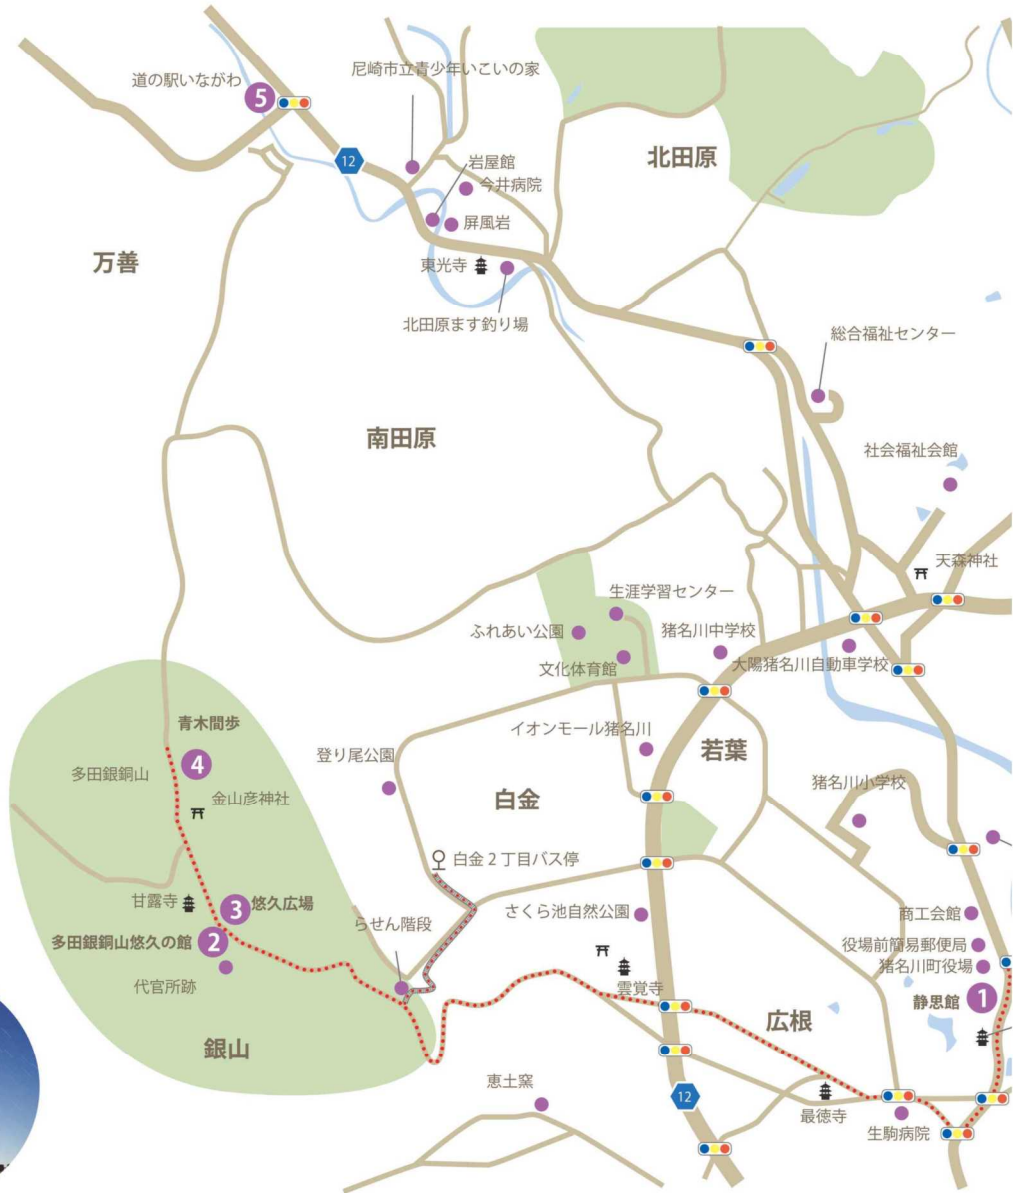 道の駅いながわ
5
尼崎市立青少年いこいの家
12
岩屋館
今井病院
屏風岩
東光寺
北田原ます釣り場
北田原
万善
総合福祉センター
南田原
社会福祉会館
天森神社
生涯学習センター
ふれあい公園
文化体育館
猪名川中学校
大陽猪名川自動車学校
イオンモール猪名川
若葉
青木間歩
4
多田銀銅山
金山彦神社
登り尾公園
白金
猪名川小学校
白金2丁目バス停
甘露寺
3
悠久広場
多田銀銅山悠久の館
2
代官所跡
らせん階段
さくら池自然公園
商工会館
役場前簡易郵便局
猪名川町役場
静思館
1
雲覚寺
広根
銀山
恵土窯
12
最徳寺
生駒病院